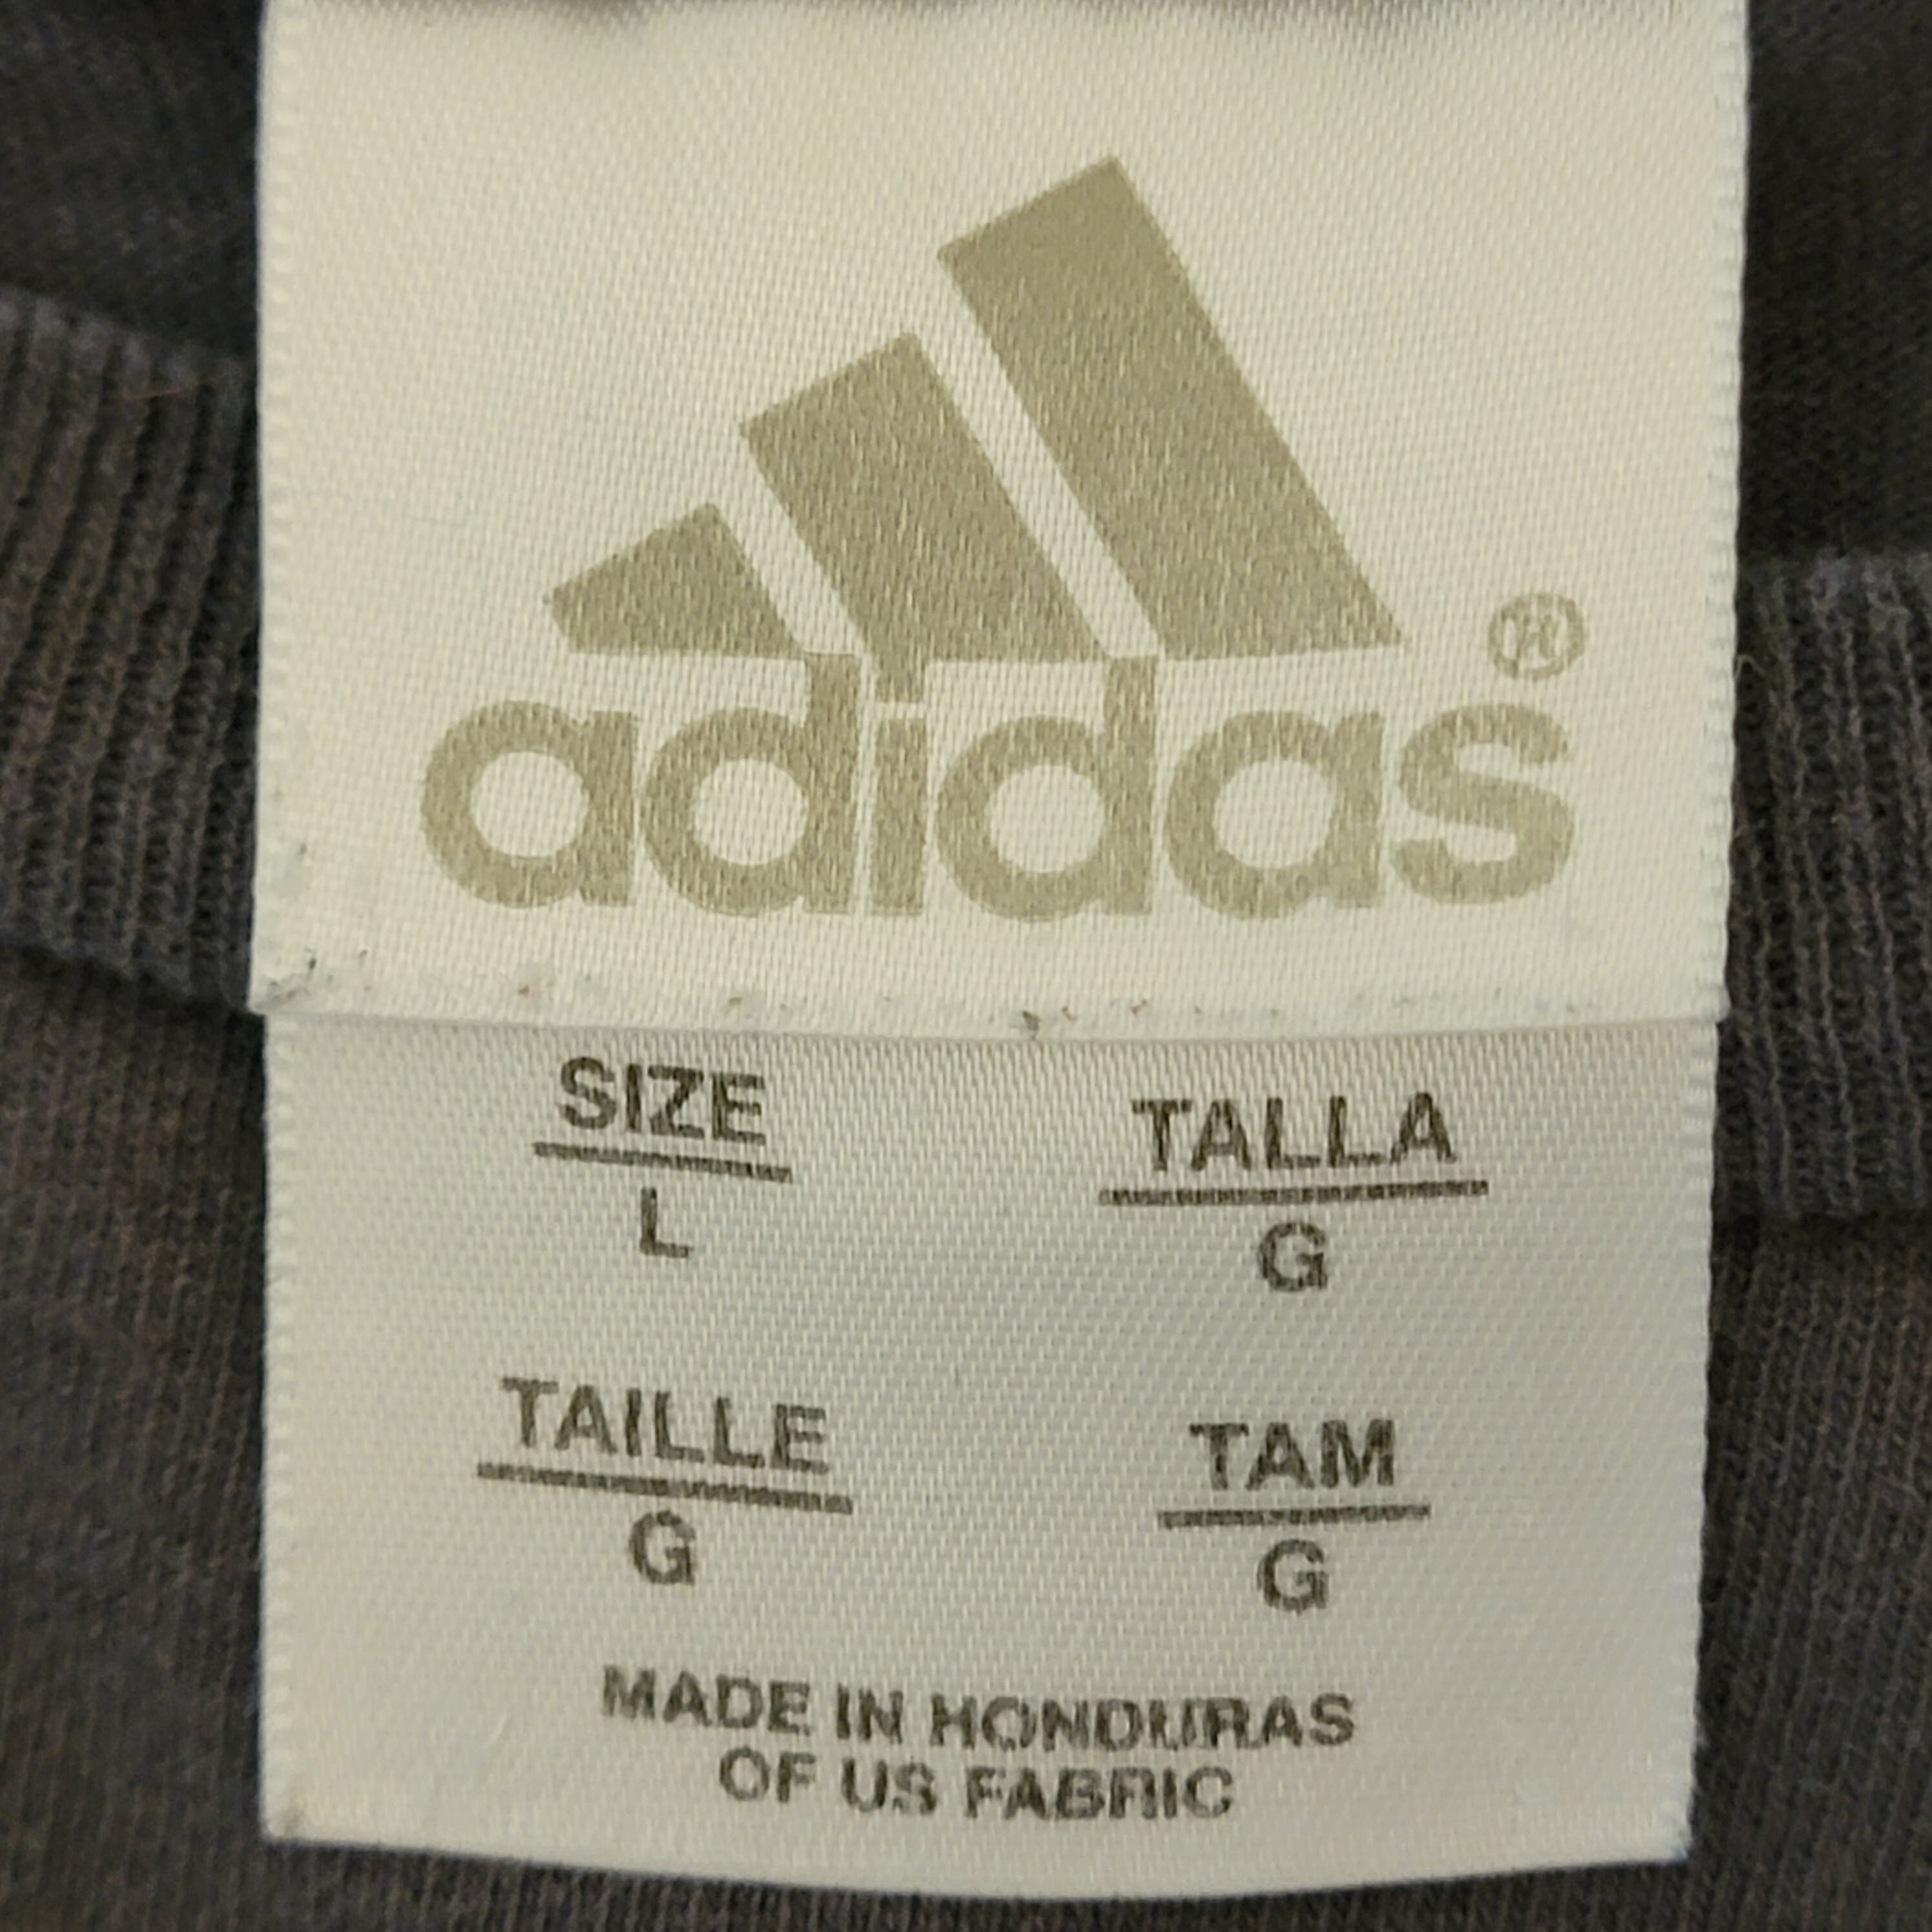 adidas®
SIZE
L
TALLA
G
TAILLE
G
TAM
G
MADE IN HONDURAS
OF US FABRIC